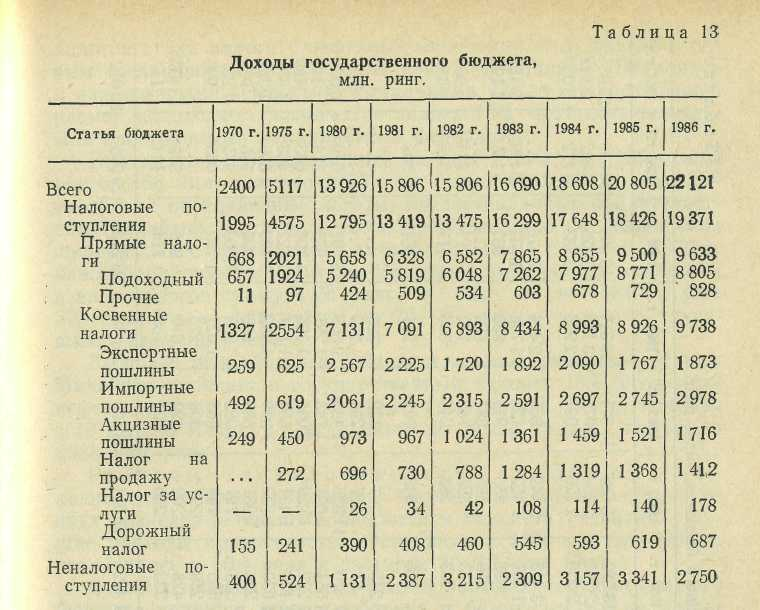 Таблица 13
Доходы государственного бюджета,
млн. ринг.
Статья бюджета 1970 г. 1975 г. 1980 г. 1981 г. 1982 г. 1983 г. 1984 г. 1985 г. 1986 г.
Всего 2400 5117 13 926 15 806 15 806 16 690 18 608 20 805 22 121
Налоговые по-
ступления 1995 4575 12 795 13 419 13 475 16 299 17 648 18 426 19 371
Прямые нало-
ги 668 2021 5 658 6 328 6 582 7 865 8 655 9 500 9 633
Подоходный 657 1924 5 240 5 819 6 048 7 262 7 977 8 771 8 805
Прочие 11 97 424 509 534 603 678 729 828
Косвенные
налоги 1327 2554 7 131 7 091 6 893 8 434 8 993 8 926 9 738
Экспортные
пошлины 259 625 2 567 2 225 1 720 1 892 2 090 1 767 1 873
Импортные
пошлины 492 619 2 061 2 245 2 315 2 591 2 697 2 745 2 978
Акцизные
пошлины 249 450 973 967 1 024 1 361 1 459 1 521 1 716
Налог на
продажу ... 272 696 730 788 1 284 1 319 1 368 1 412
Налог за ус-
луги — — 26 34 42 108 114 140 178
Дорожный
налог 155 241 390 408 460 545 593 619 687
Неналоговые по-
ступления 400 524 1 131 2 387 3 215 2 309 3 157 3 341 2 750